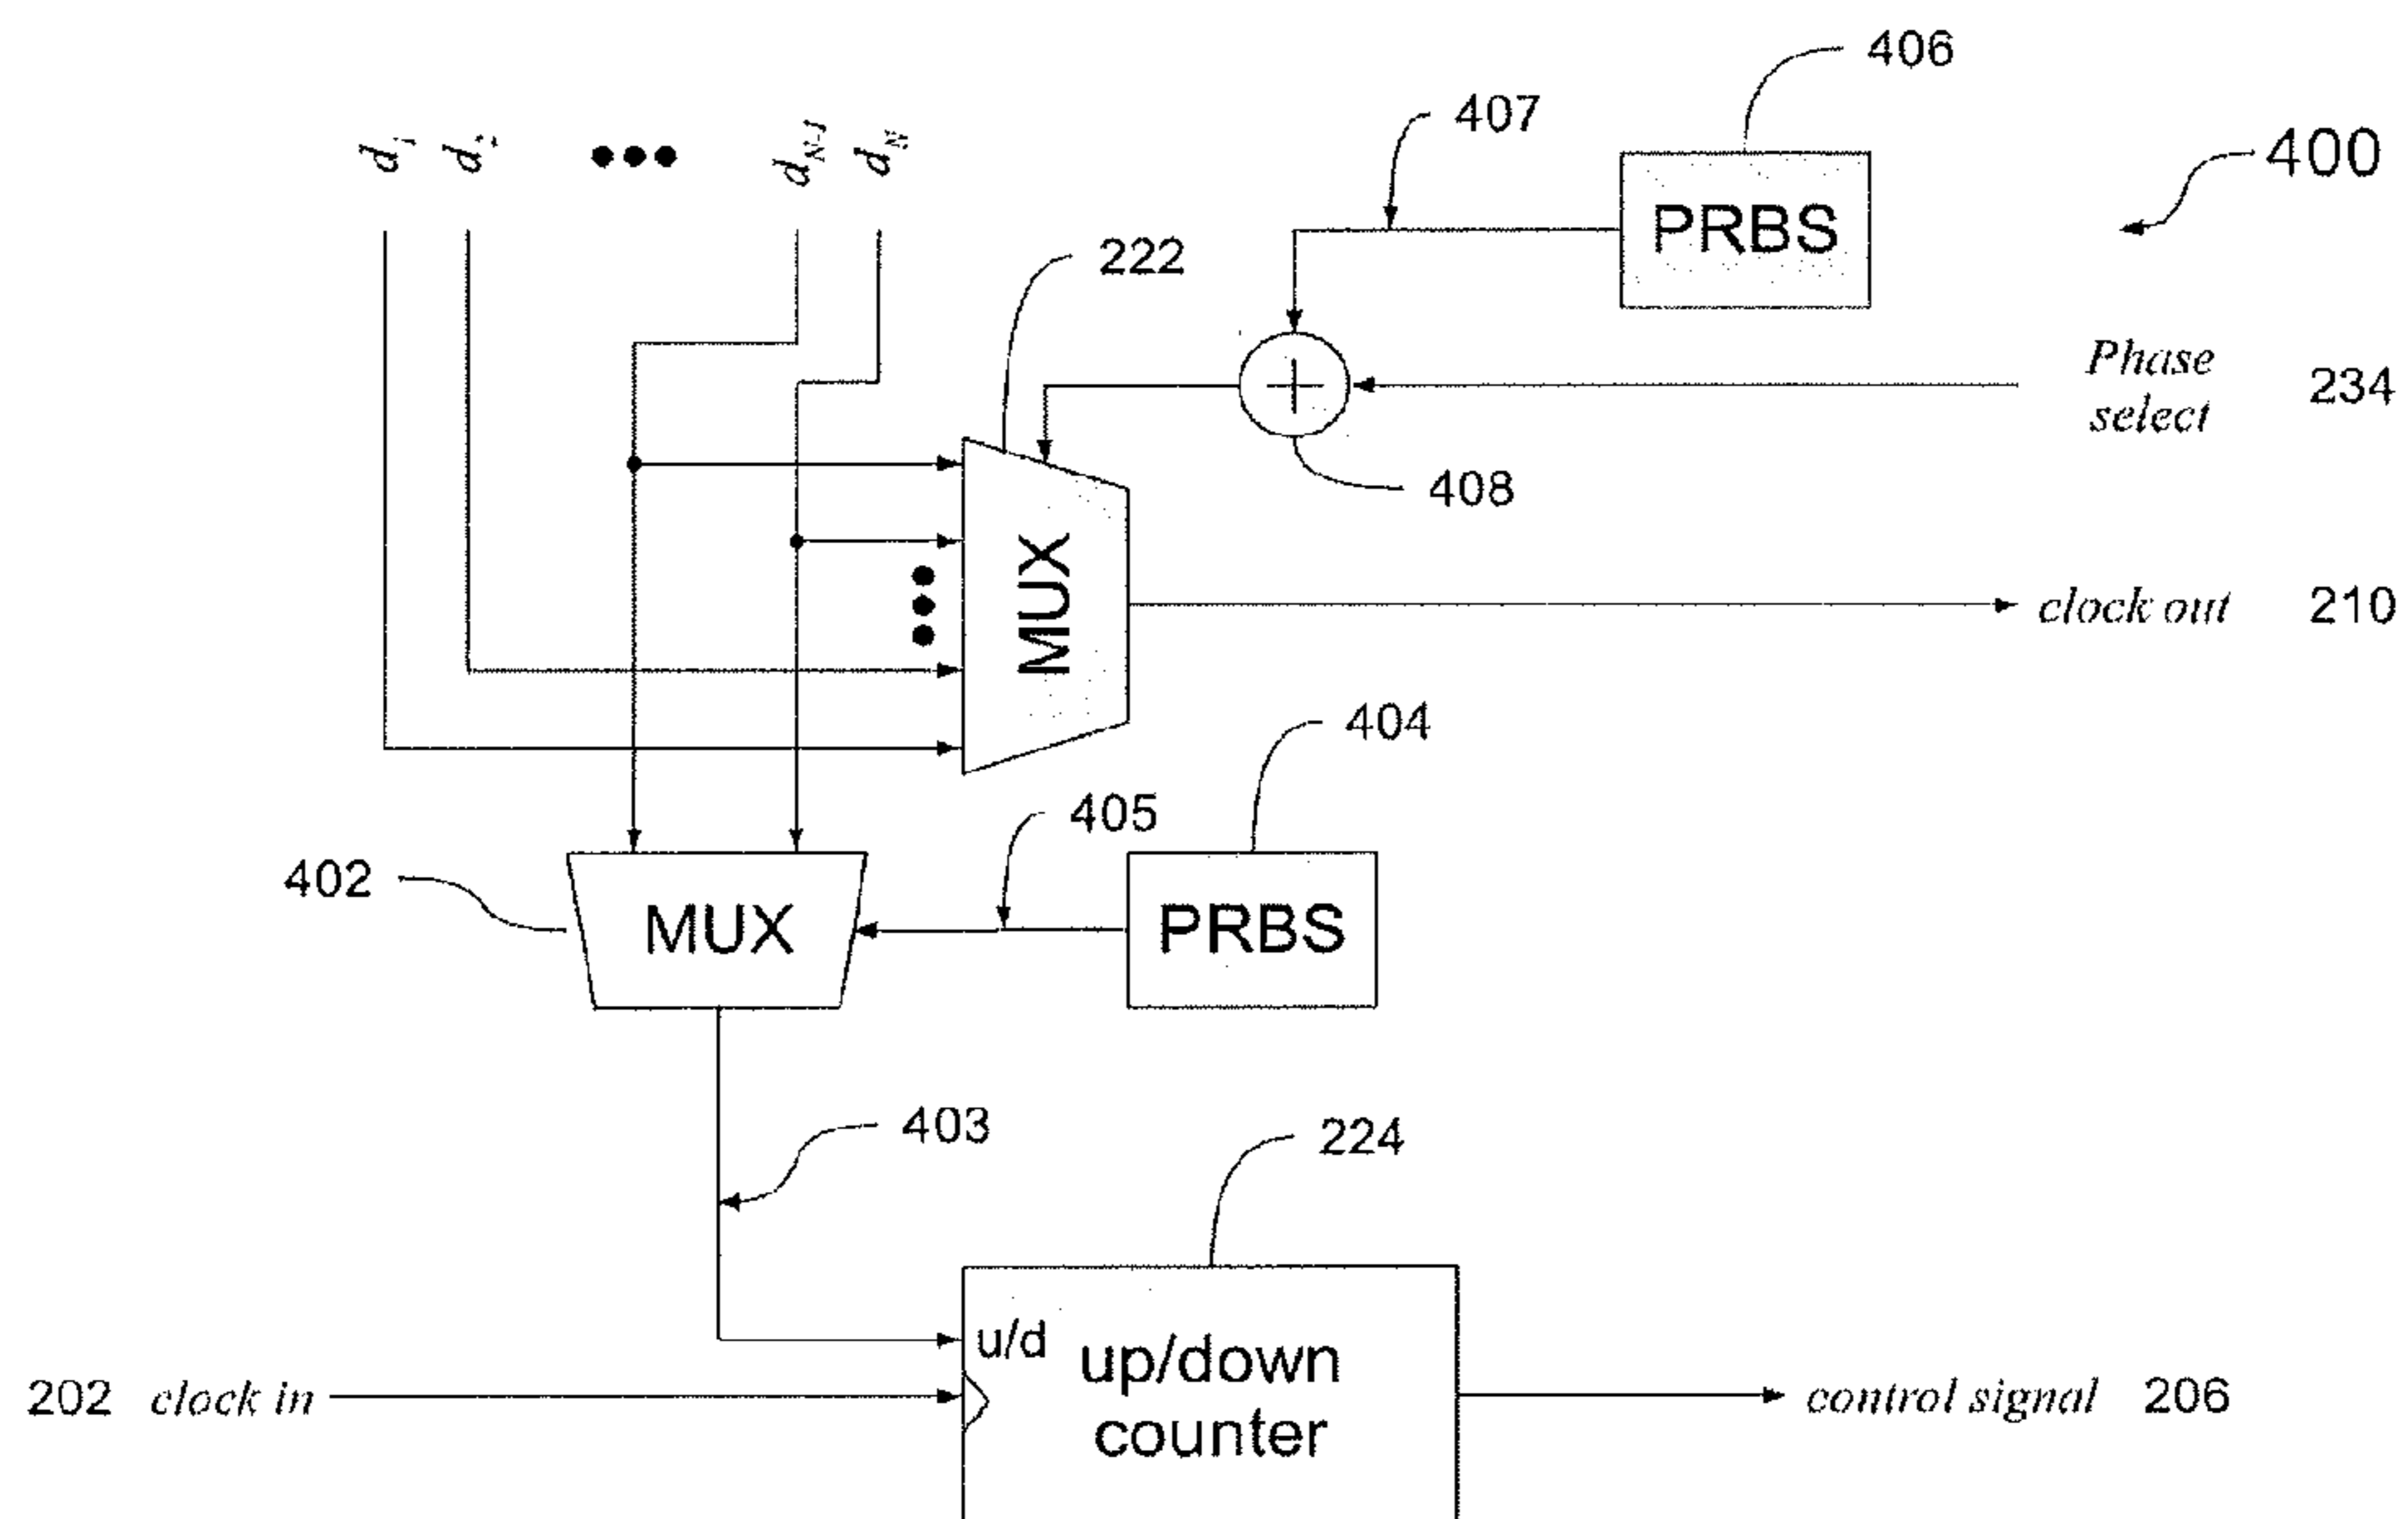 406
407
400
d1 d2 ••• dN-1 dN
PRBS
222
Phase
select 234
+
408
MUX
clock out 210
404
405
402
MUX
PRBS
403
224
u/d
up/down
counter
202 clock in
control signal 206